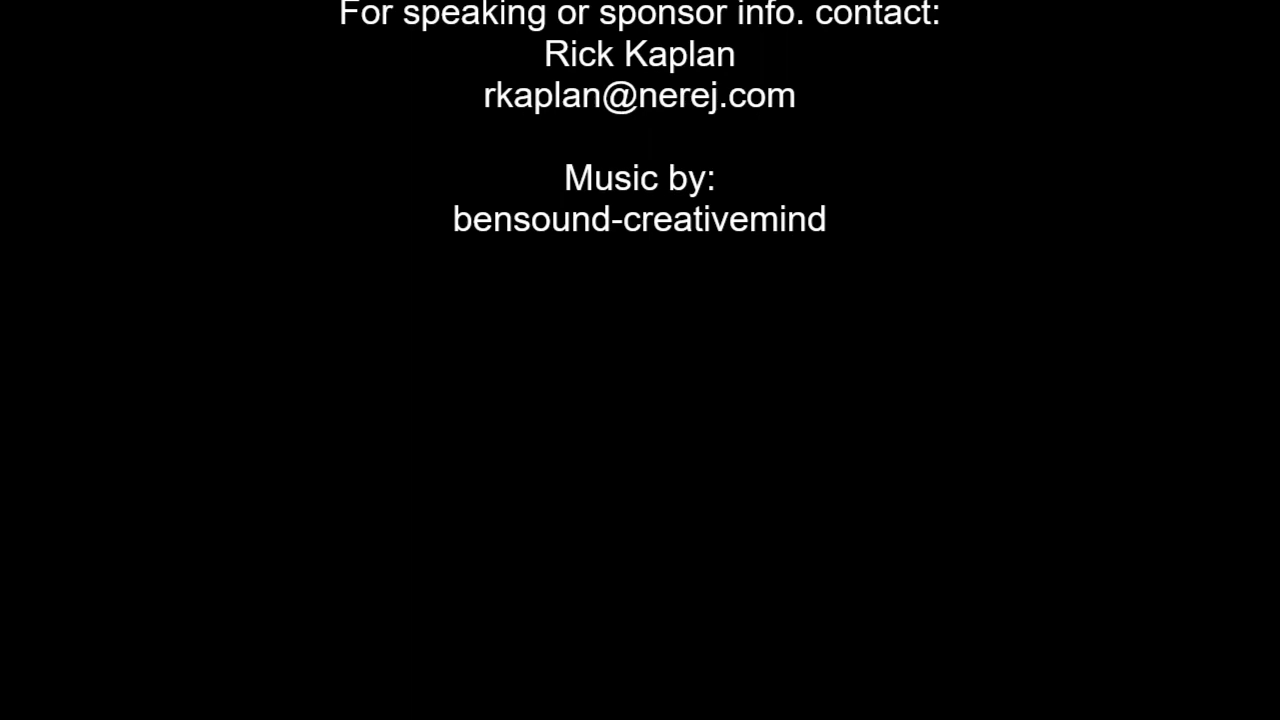 For speaking or sponsor info. contact:
Rick Kaplan
rkaplan@nerej.com
Music by:
bensound-creativemind